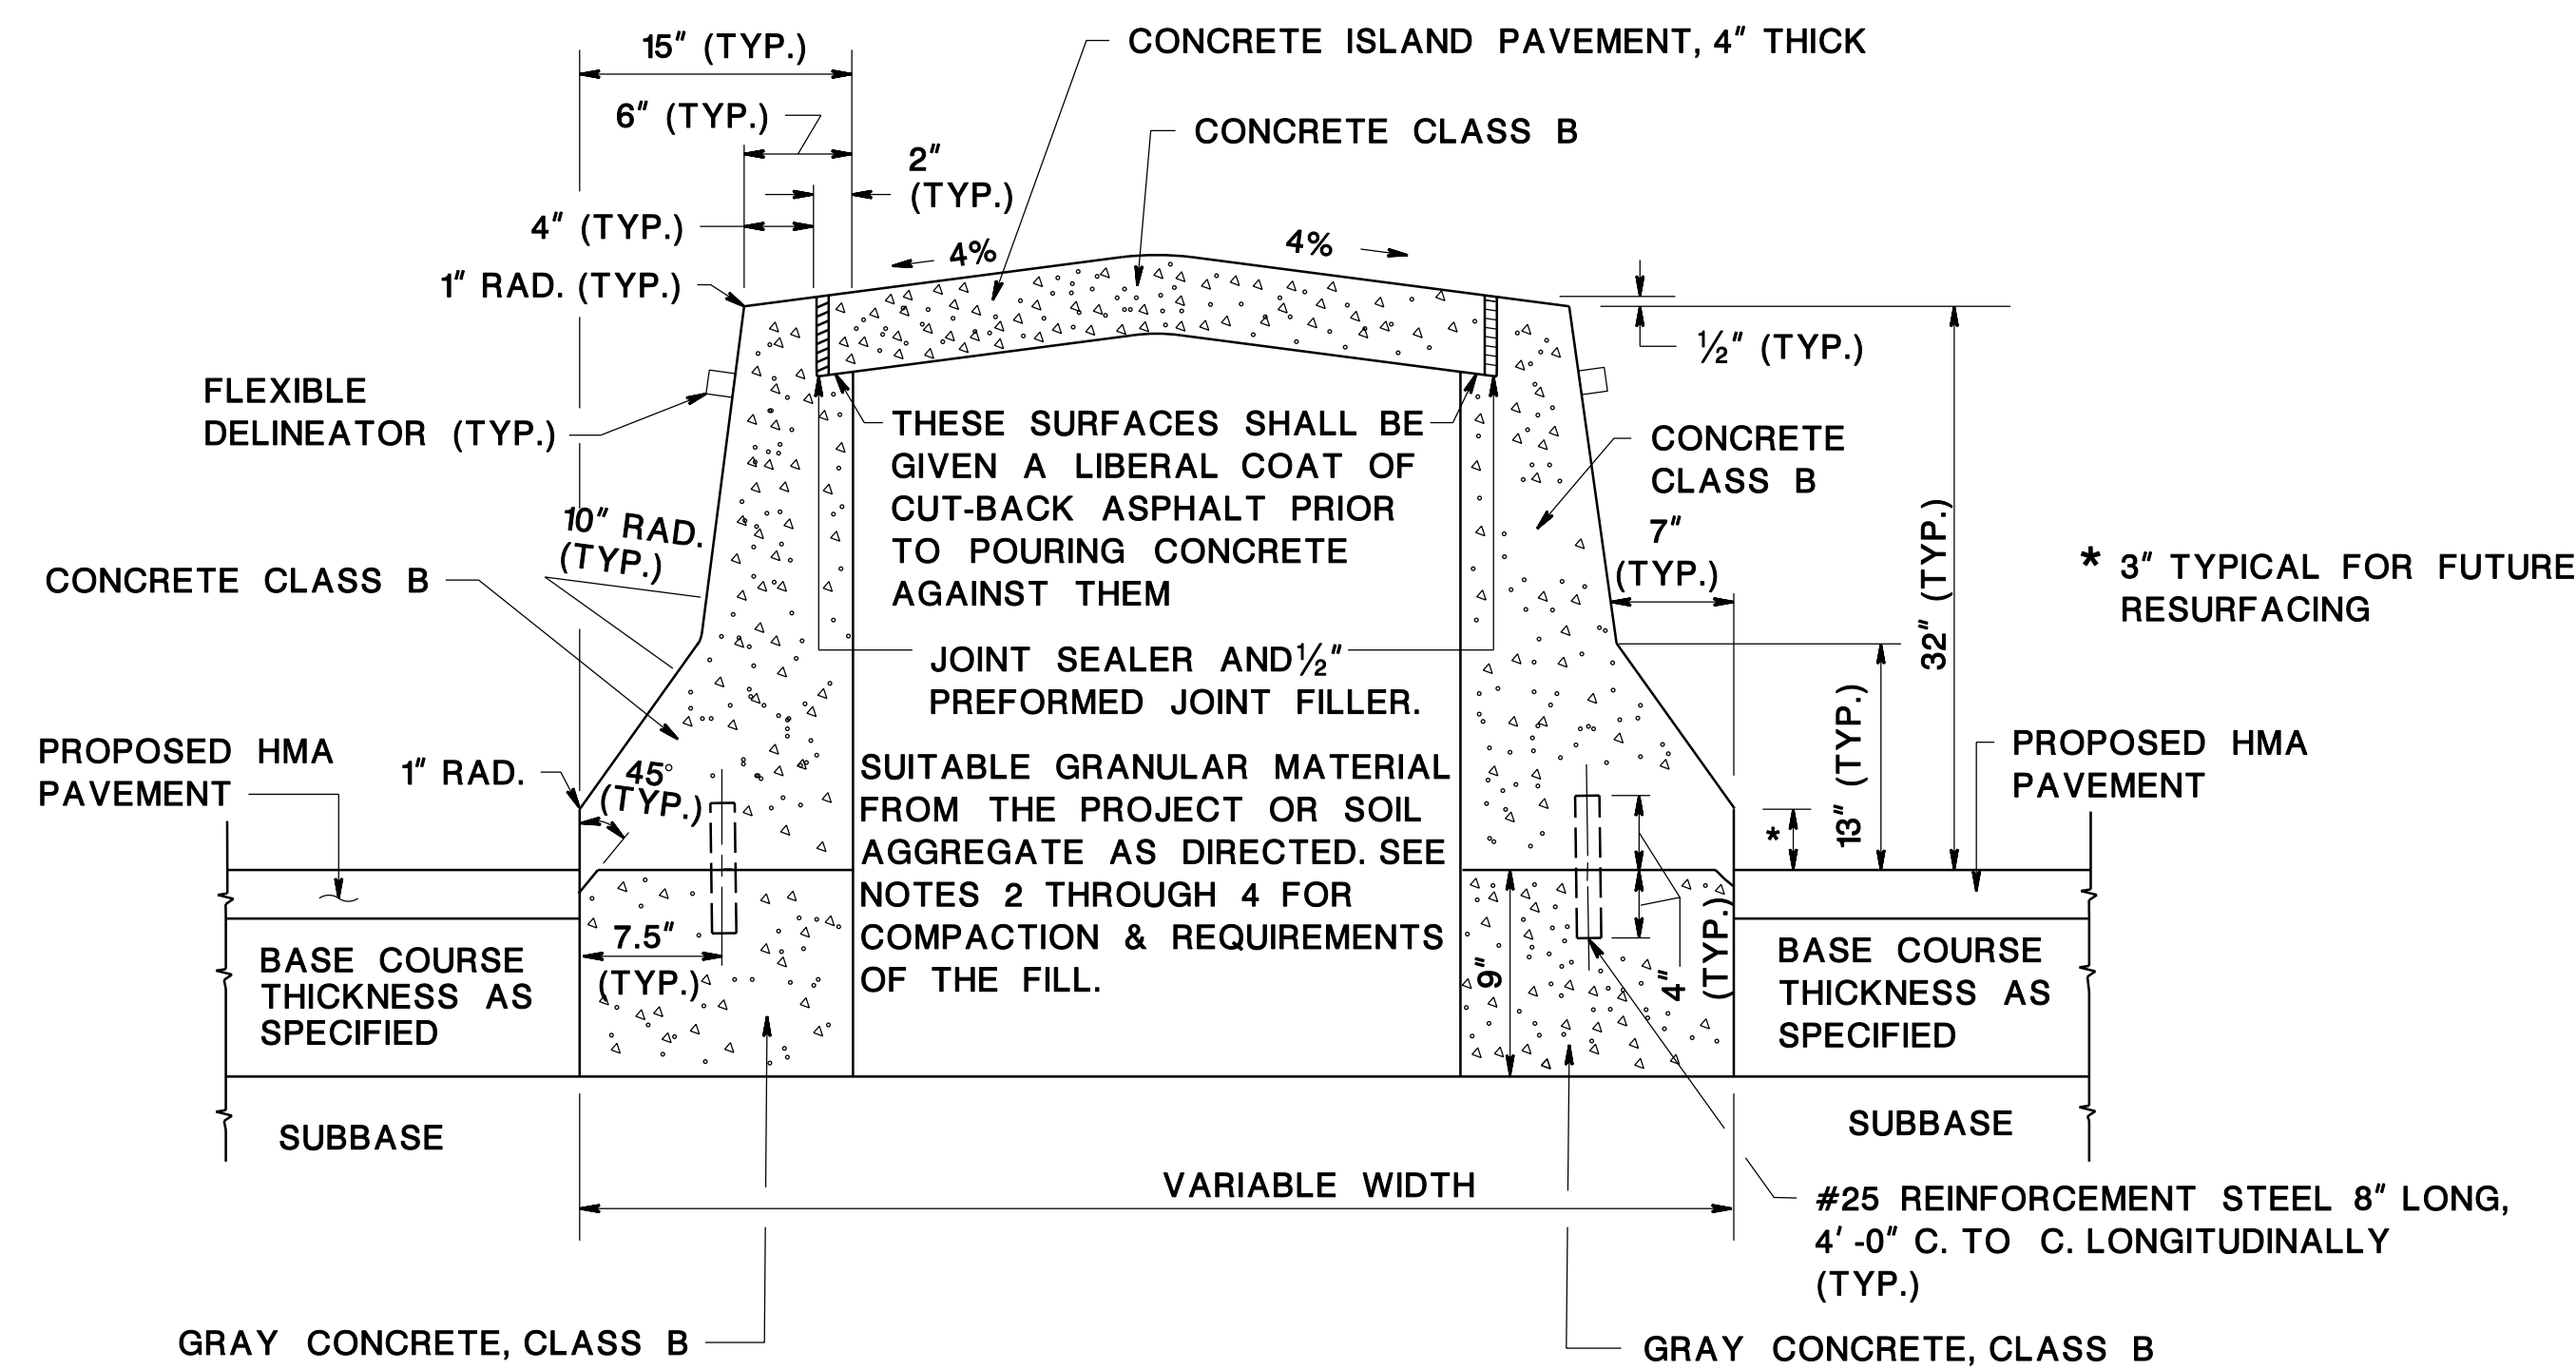 15" (TYP.)
CONCRETE ISLAND PAVEMENT, 4" THICK
6" (TYP.)
CONCRETE CLASS B
2"
(TYP.)
4" (TYP.)
4%
4%
1" RAD. (TYP.)
½" (TYP.)
FLEXIBLE
DELINEATOR (TYP.)
THESE SURFACES SHALL BE
GIVEN A LIBERAL COAT OF
CUT-BACK ASPHALT PRIOR
TO POURING CONCRETE
AGAINST THEM
CONCRETE
CLASS B
10" RAD.
(TYP.)
7"
(TYP.)
32" (TYP.)
* 3" TYPICAL FOR FUTURE
RESURFACING
CONCRETE CLASS B
JOINT SEALER AND ½"
PREFORMED JOINT FILLER.
PROPOSED HMA
PAVEMENT
1" RAD.
45°
(TYP.)
SUITABLE GRANULAR MATERIAL
FROM THE PROJECT OR SOIL
AGGREGATE AS DIRECTED. SEE
NOTES 2 THROUGH 4 FOR
COMPACTION & REQUIREMENTS
OF THE FILL.
*
13" (TYP.)
PROPOSED HMA
PAVEMENT
7.5"
(TYP.)
9"
4"
(TYP.)
BASE COURSE
THICKNESS AS
SPECIFIED
BASE COURSE
THICKNESS AS
SPECIFIED
SUBBASE
SUBBASE
VARIABLE WIDTH
#25 REINFORCEMENT STEEL 8" LONG,
4'-0" C. TO C. LONGITUDINALLY
(TYP.)
GRAY CONCRETE, CLASS B
GRAY CONCRETE, CLASS B